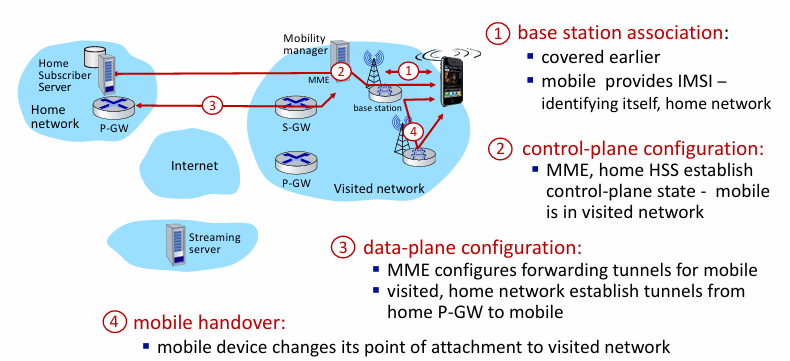 Home
Subscriber
Server
Home
network
P-GW
Mobility
manager
MME
base station
S-GW
P-GW
Visited network
Internet
Streaming
server
1
2
3
4
1 base station association:
▪ covered earlier
▪ mobile provides IMSI –
identifying itself, home network
2 control-plane configuration:
▪ MME, home HSS establish
control-plane state - mobile
is in visited network
3 data-plane configuration:
▪ MME configures forwarding tunnels for mobile
▪ visited, home network establish tunnels from
home P-GW to mobile
4 mobile handover:
▪ mobile device changes its point of attachment to visited network